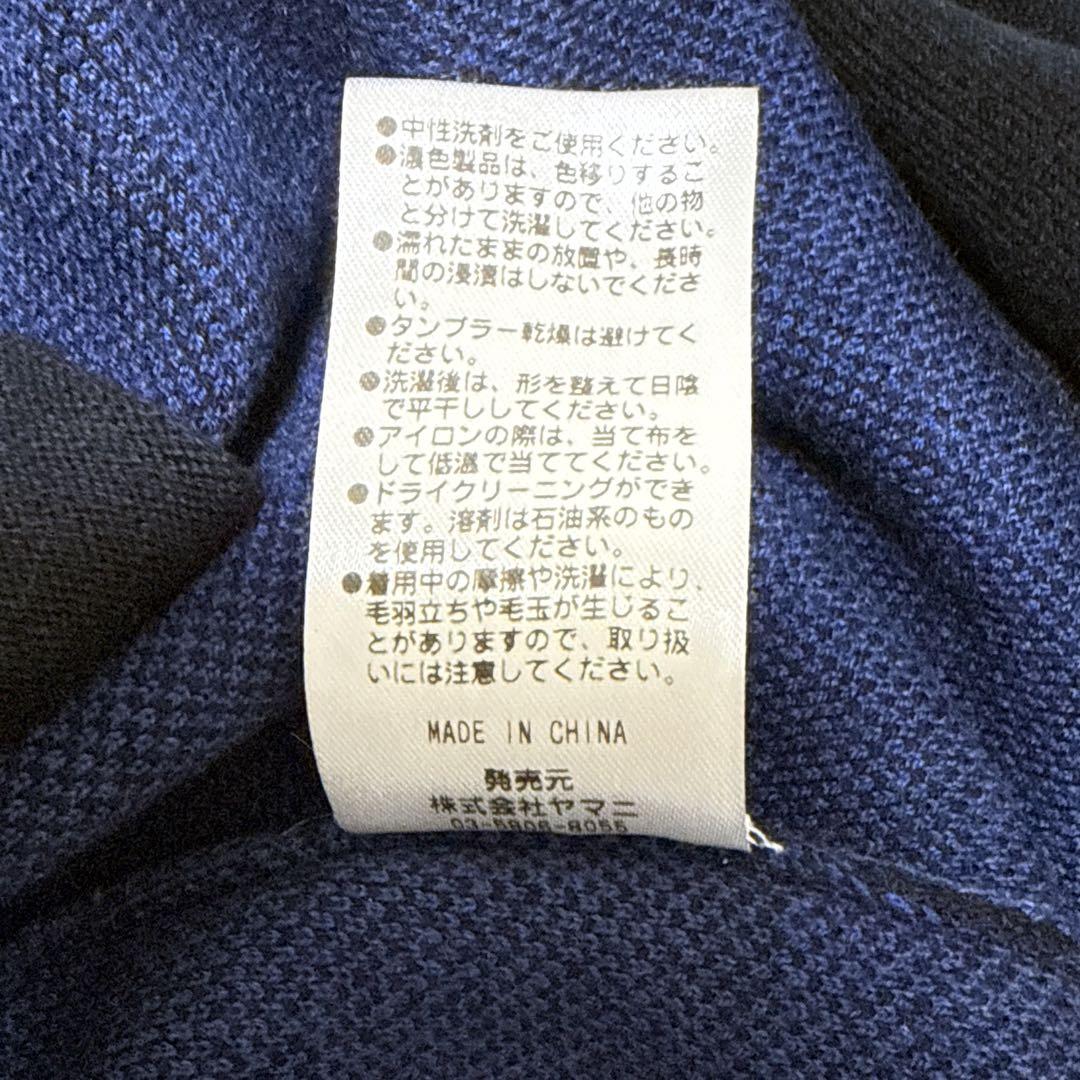 ●中性洗剤をご使用ください。
●濃色製品は、色移りするこ
とがありますので、他の物
と分けて洗濯してください。
●濡れたままの放置や、長時
間の浸漬はしないでくださ
い。
●タンブラー乾燥は避けてく
ださい。
●洗濯後は、形を整えて日陰
で平干ししてください。
●アイロンの際は、当て布を
して低温で当ててください。
●ドライクリーニングができ
ます。溶剤は石油系のもの
を使用してください。
●着用中の摩擦や洗濯により、
毛羽立ちや毛玉が生じるこ
とがありますので、取り扱
いには注意してください。
MADE IN CHINA
発売元
株式会社ヤマニ
03-5808-8055